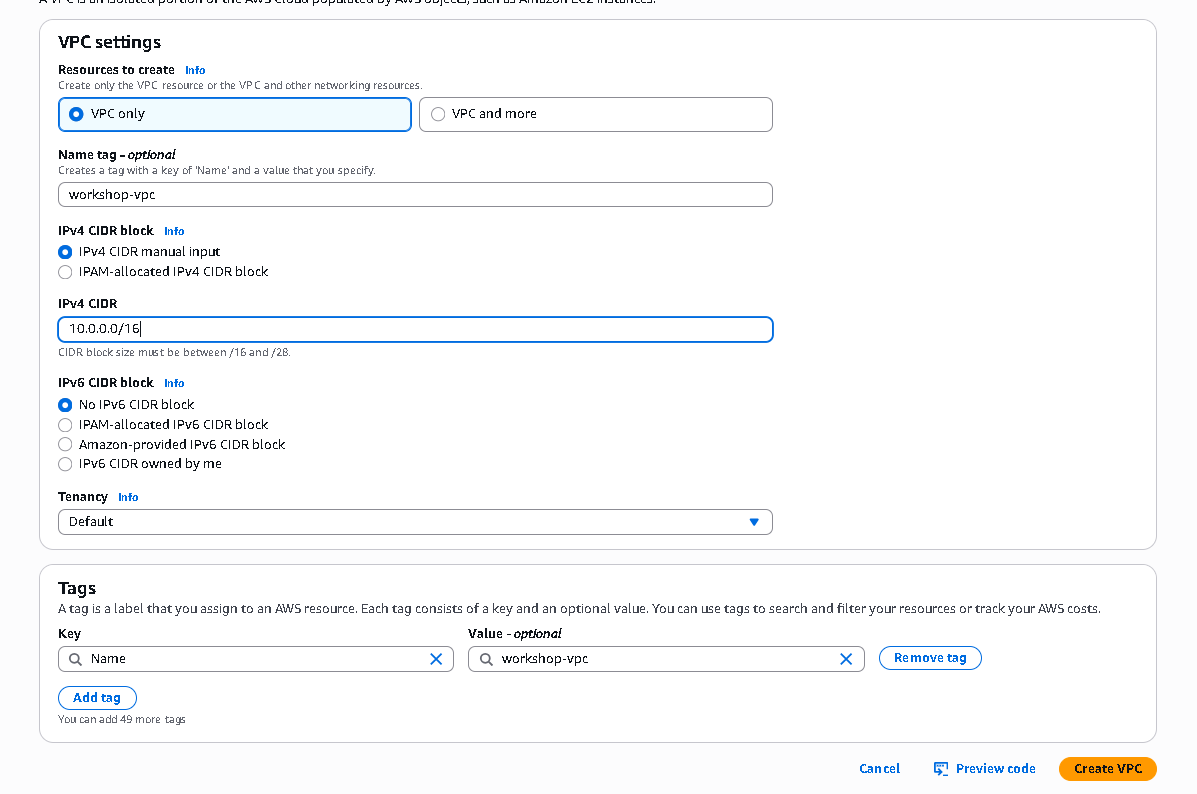 A VPC is an isolated portion of the AWS Cloud populated by AWS objects, such as Amazon EC2 instances.
VPC settings
Resources to create Info
Create only the VPC resource or the VPC and other networking resources.
VPC only
VPC and more
Name tag - optional
Creates a tag with a key of 'Name' and a value that you specify.
workshop-vpc
IPv4 CIDR block Info
IPv4 CIDR manual input
IPAM-allocated IPv4 CIDR block
IPv4 CIDR
10.0.0.0/16
CIDR block size must be between /16 and /28.
IPv6 CIDR block Info
No IPv6 CIDR block
IPAM-allocated IPv6 CIDR block
Amazon-provided IPv6 CIDR block
IPv6 CIDR owned by me
Tenancy Info
Default
Tags
A tag is a label that you assign to an AWS resource. Each tag consists of a key and an optional value. You can use tags to search and filter your resources or track your AWS costs.
Key
Value - optional
Name
workshop-vpc
Remove tag
Add tag
You can add 49 more tags
Cancel
Preview code
Create VPC